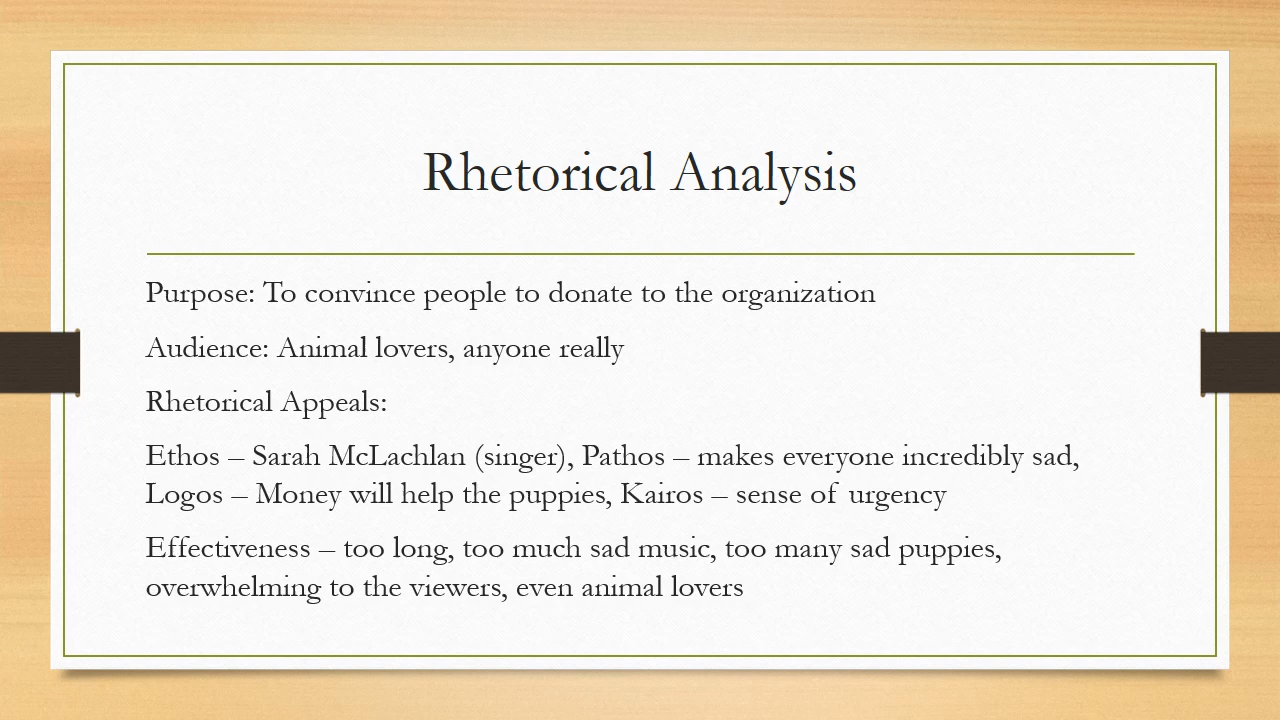 Rhetorical Analysis
Purpose: To convince people to donate to the organization
Audience: Animal lovers, anyone really
Rhetorical Appeals:
Ethos – Sarah McLachlan (singer), Pathos – makes everyone incredibly sad,
Logos – Money will help the puppies, Kairos – sense of urgency
Effectiveness – too long, too much sad music, too many sad puppies,
overwhelming to the viewers, even animal lovers